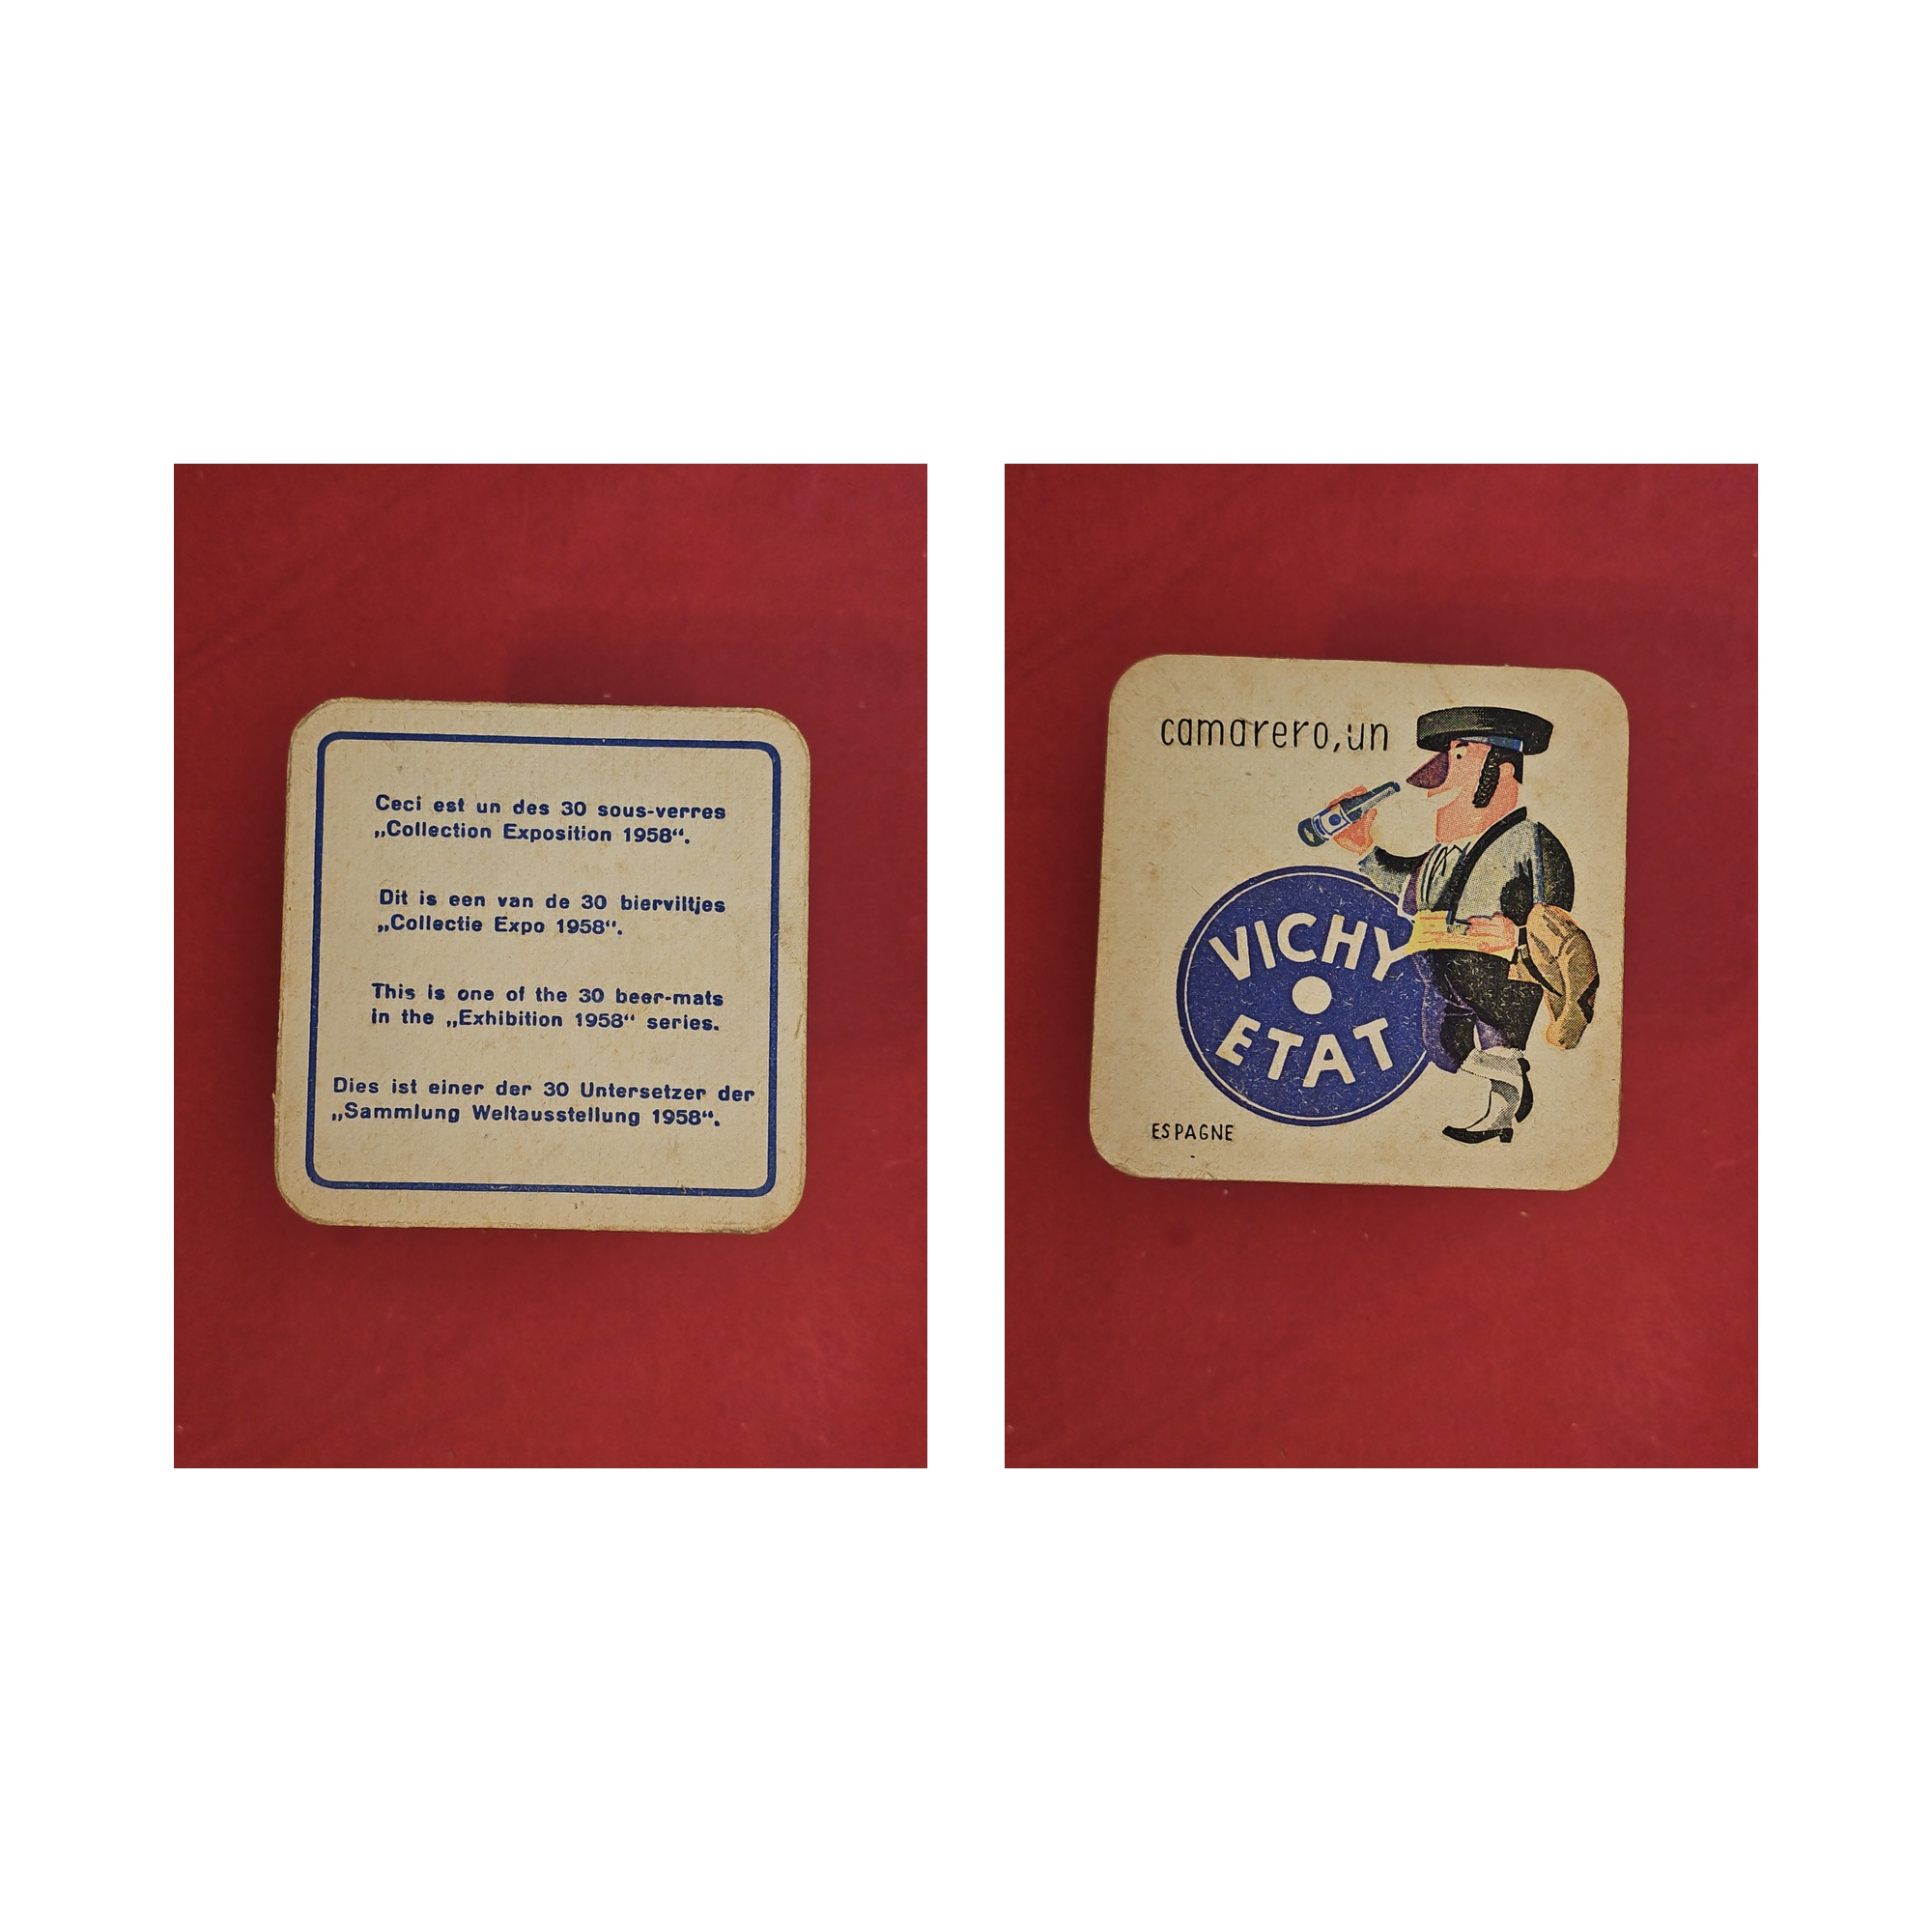 Ceci est un des 30 sous-verres
„Collection Exposition 1958“.
Dit is een van de 30 bierviltjes
„Collectie Expo 1958“.
This is one of the 30 beer-mats
in the „Exhibition 1958“ series.
Dies ist einer der 30 Untersetzer der
„Sammlung Weltausstellung 1958“.
camarero, un
VICHY
ETAT
ESPAGNE